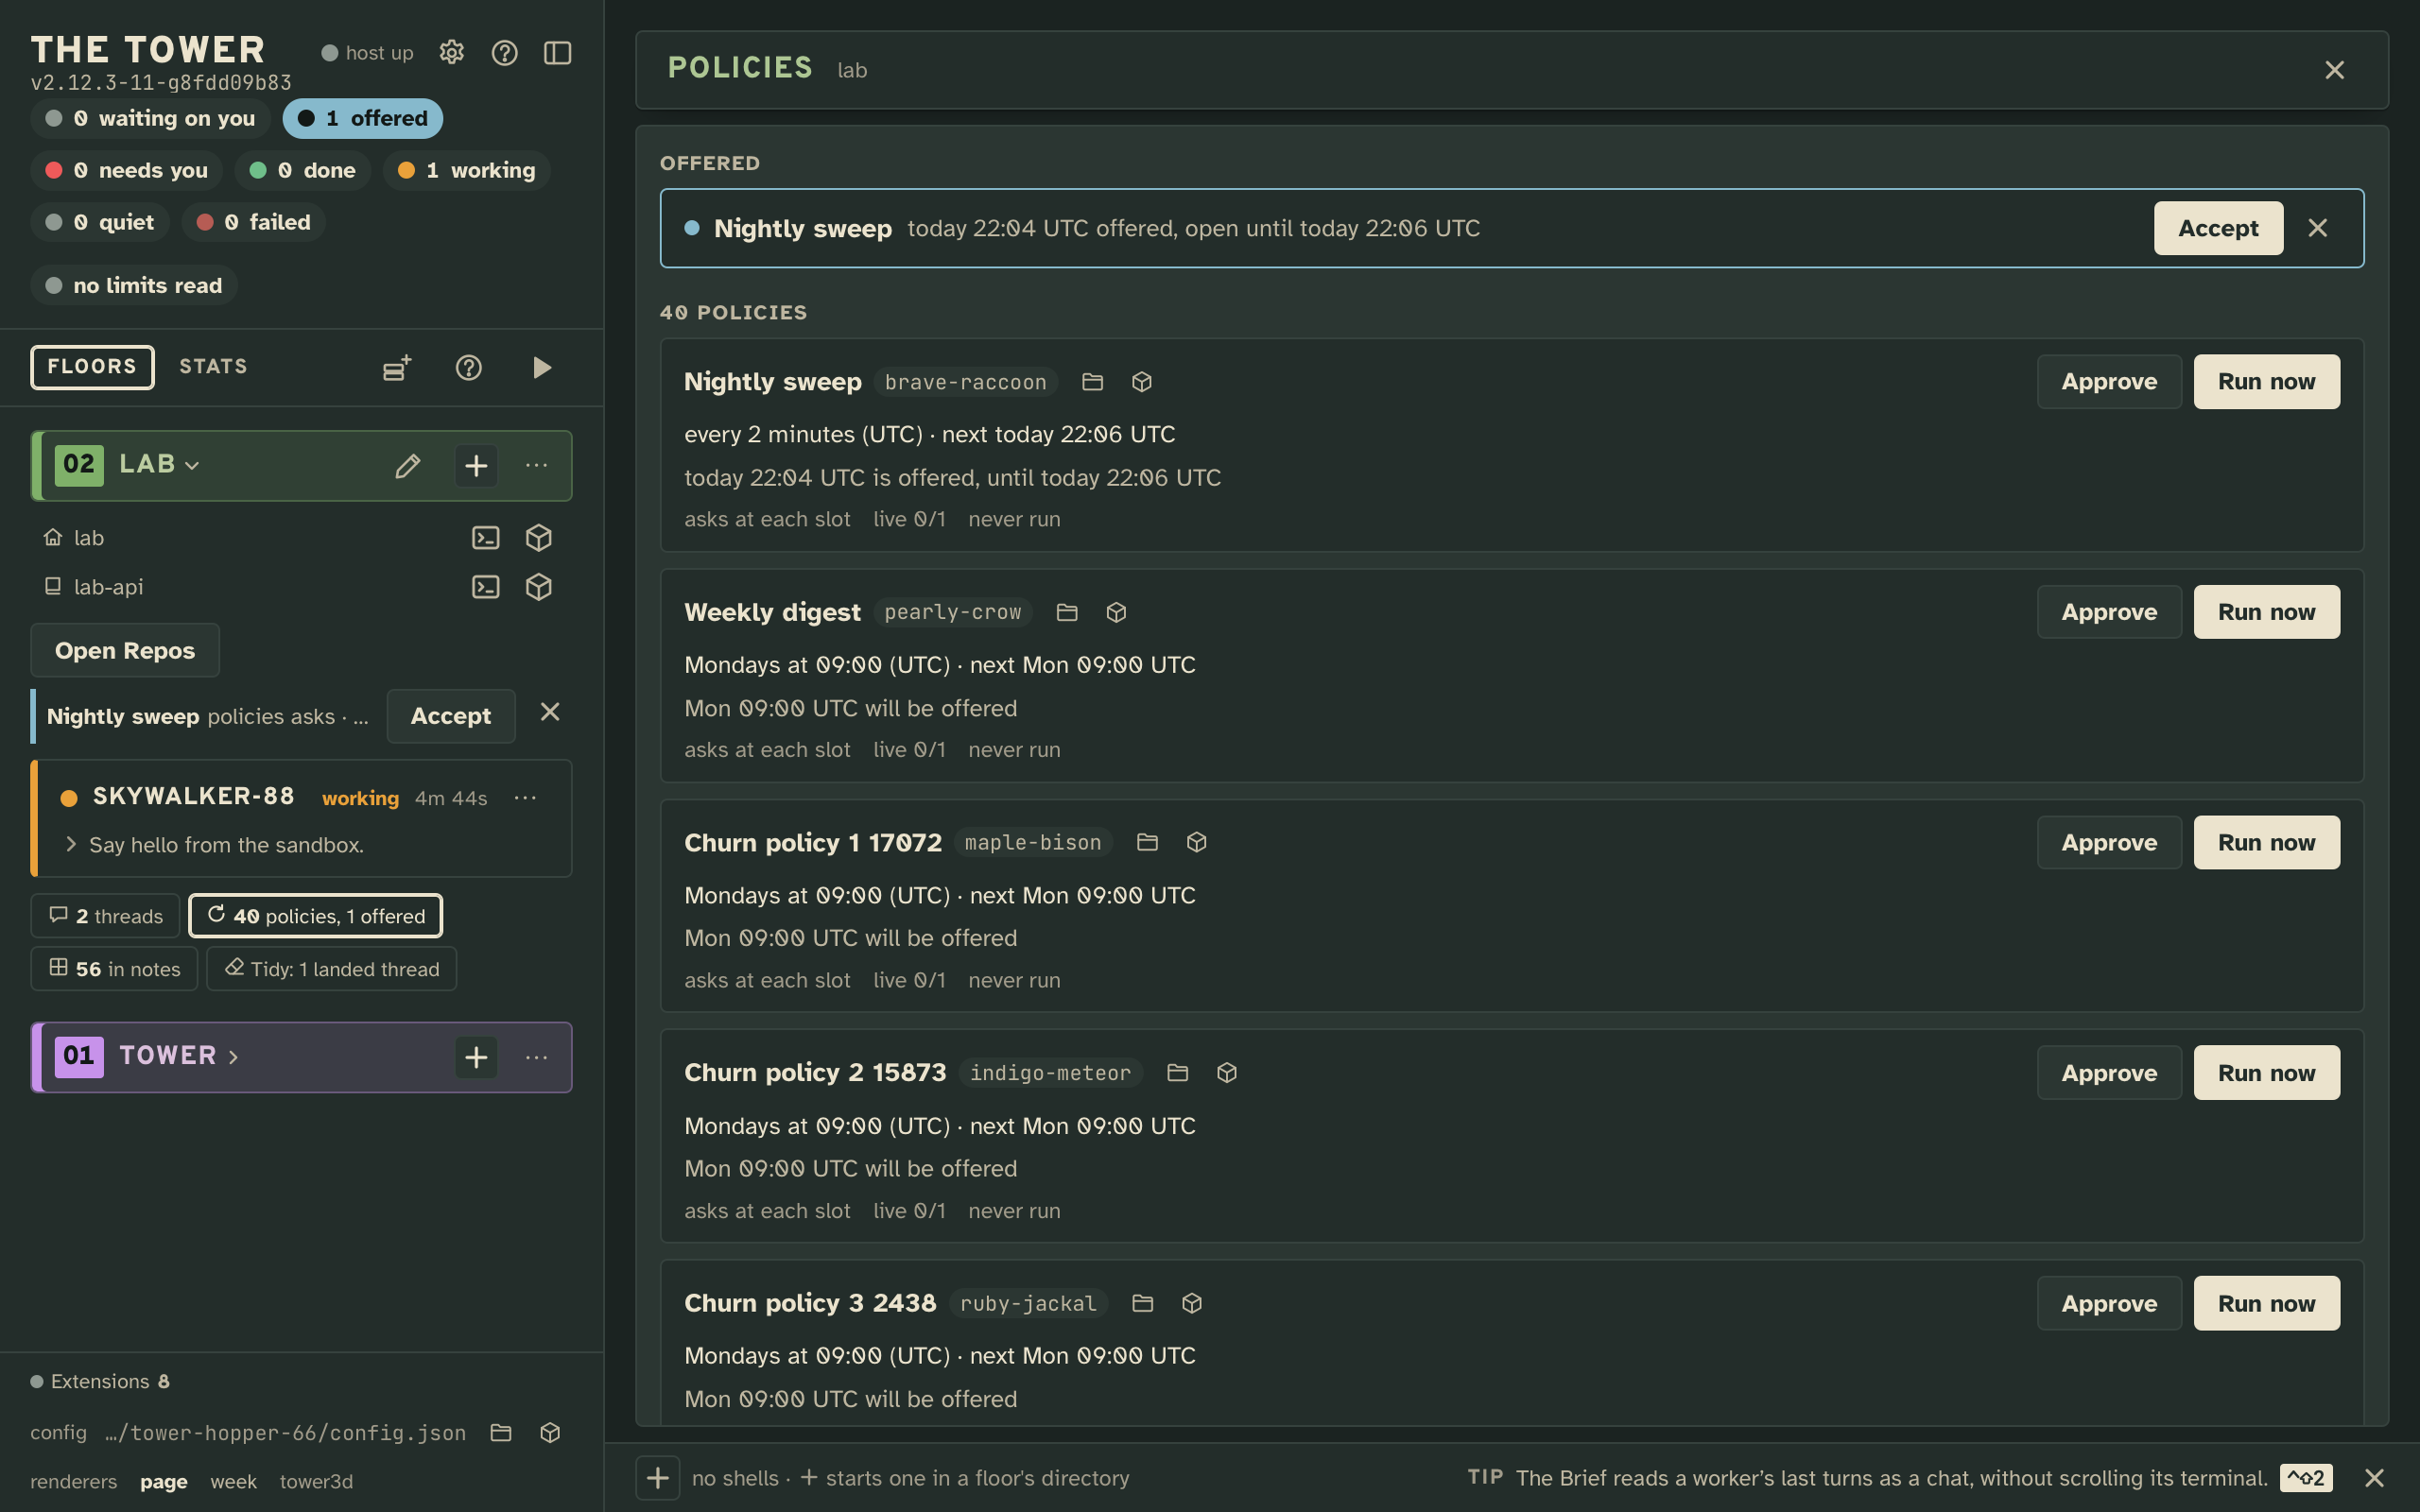 THE TOWER
host up
v2.12.3-11-g8fdd09b83
0 waiting on you
1 offered
0 needs you
0 done
1 working
0 quiet
0 failed
no limits read
FLOORS
STATS
02 LAB
lab
lab-api
Open Repos
Nightly sweep policies asks · …
Accept
SKYWALKER-88 working 4m 44s
Say hello from the sandbox.
2 threads
40 policies, 1 offered
56 in notes
Tidy: 1 landed thread
01 TOWER
Extensions 8
config …/tower-hopper-66/config.json
renderers page week tower3d
POLICIES lab
OFFERED
Nightly sweep today 22:04 UTC offered, open until today 22:06 UTC
Accept
40 POLICIES
Nightly sweep brave-raccoon
Approve
Run now
every 2 minutes (UTC) · next today 22:06 UTC
today 22:04 UTC is offered, until today 22:06 UTC
asks at each slot live 0/1 never run
Weekly digest pearly-crow
Approve
Run now
Mondays at 09:00 (UTC) · next Mon 09:00 UTC
Mon 09:00 UTC will be offered
asks at each slot live 0/1 never run
Churn policy 1 17072 maple-bison
Approve
Run now
Mondays at 09:00 (UTC) · next Mon 09:00 UTC
Mon 09:00 UTC will be offered
asks at each slot live 0/1 never run
Churn policy 2 15873 indigo-meteor
Approve
Run now
Mondays at 09:00 (UTC) · next Mon 09:00 UTC
Mon 09:00 UTC will be offered
asks at each slot live 0/1 never run
Churn policy 3 2438 ruby-jackal
Approve
Run now
Mondays at 09:00 (UTC) · next Mon 09:00 UTC
Mon 09:00 UTC will be offered
no shells · + starts one in a floor's directory
TIP The Brief reads a worker’s last turns as a chat, without scrolling its terminal. ^⇧2